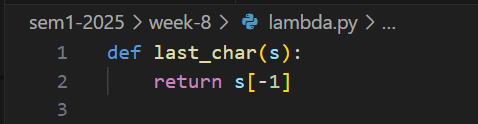 sem1-2025 > week-8 > lambda.py > ...
1 def last_char(s):
2     return s[-1]
3